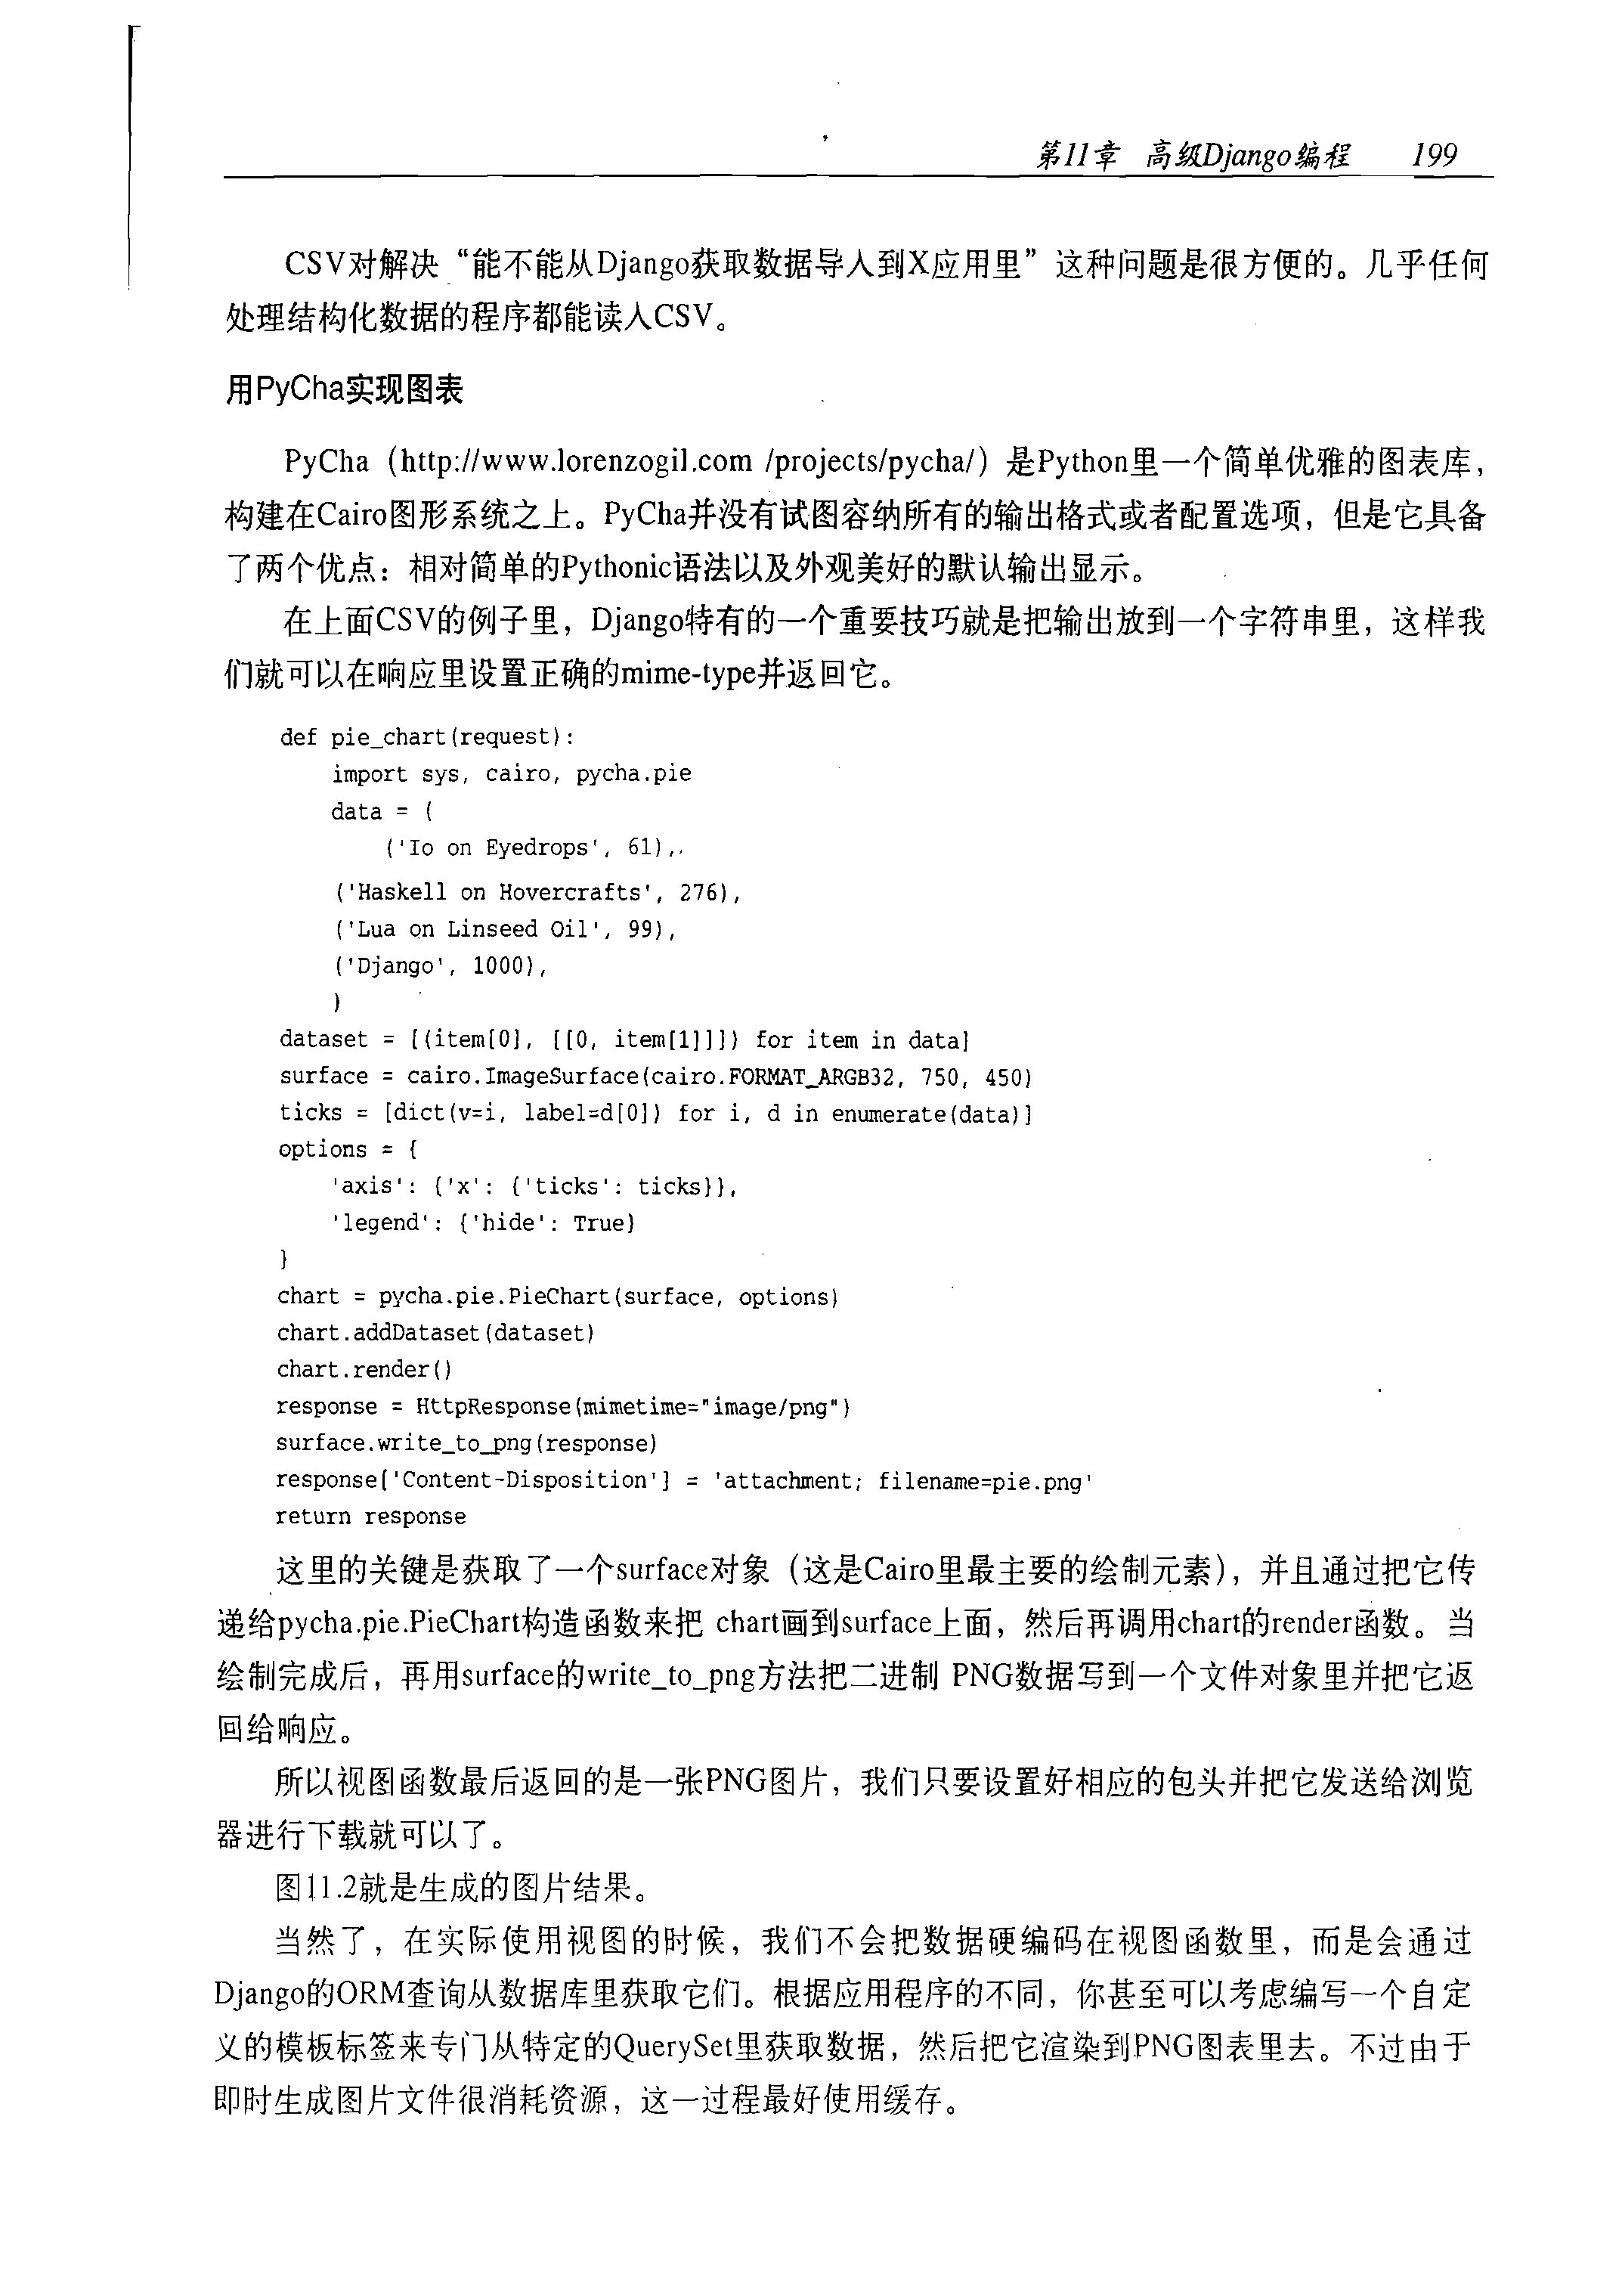 第11章 高级Django编程 199
CSV对解决“能不能从Django获取数据导入到X应用里”这种问题是很方便的。几乎任何
处理结构化数据的程序都能读入CSV。
用PyCha实现图表
PyCha（http://www.lorenzogil.com /projects/pycha/）是Python里一个简单优雅的图表库，
构建在Cairo图形系统之上。PyCha并没有试图容纳所有的输出格式或者配置选项，但是它具备
了两个优点：相对简单的Pythonic语法以及外观美好的默认输出显示。
在上面CSV的例子里，Django特有的一个重要技巧就是把输出放到一个字符串里，这样我
们就可以在响应里设置正确的mime-type并返回它。
def pie_chart(request):
    import sys, cairo, pycha.pie
    data = (
        ('Io on Eyedrops', 61),
    ('Haskell on Hovercrafts', 276),
    ('Lua on Linseed Oil', 99),
    ('Django', 1000),
    )
dataset = [(item[0], [[0, item[1]]]) for item in data]
surface = cairo.ImageSurface(cairo.FORMAT_ARGB32, 750, 450)
ticks = [dict(v=i, label=d[0]) for i, d in enumerate(data)]
options = {
    'axis': {'x': {'ticks': ticks}},
    'legend': {'hide': True}
}
chart = pycha.pie.PieChart(surface, options)
chart.addDataset(dataset)
chart.render()
response = HttpResponse(mimetime="image/png")
surface.write_to_png(response)
response['Content-Disposition'] = 'attachment; filename=pie.png'
return response
这里的关键是获取了一个surface对象（这是Cairo里最主要的绘制元素），并且通过把它传
递给pycha.pie.PieChart构造函数来把 chart画到surface上面，然后再调用chart的render函数。当
绘制完成后，再用surface的write_to_png方法把二进制 PNG数据写到一个文件对象里并把它返
回给响应。
所以视图函数最后返回的是一张PNG图片，我们只要设置好相应的包头并把它发送给浏览
器进行下载就可以了。
图11.2就是生成的图片结果。
当然了，在实际使用视图的时候，我们不会把数据硬编码在视图函数里，而是会通过
Django的ORM查询从数据库里获取它们。根据应用程序的不同，你甚至可以考虑编写一个自定
义的模板标签来专门从特定的QuerySet里获取数据，然后把它渲染到PNG图表里去。不过由于
即时生成图片文件很消耗资源，这一过程最好使用缓存。